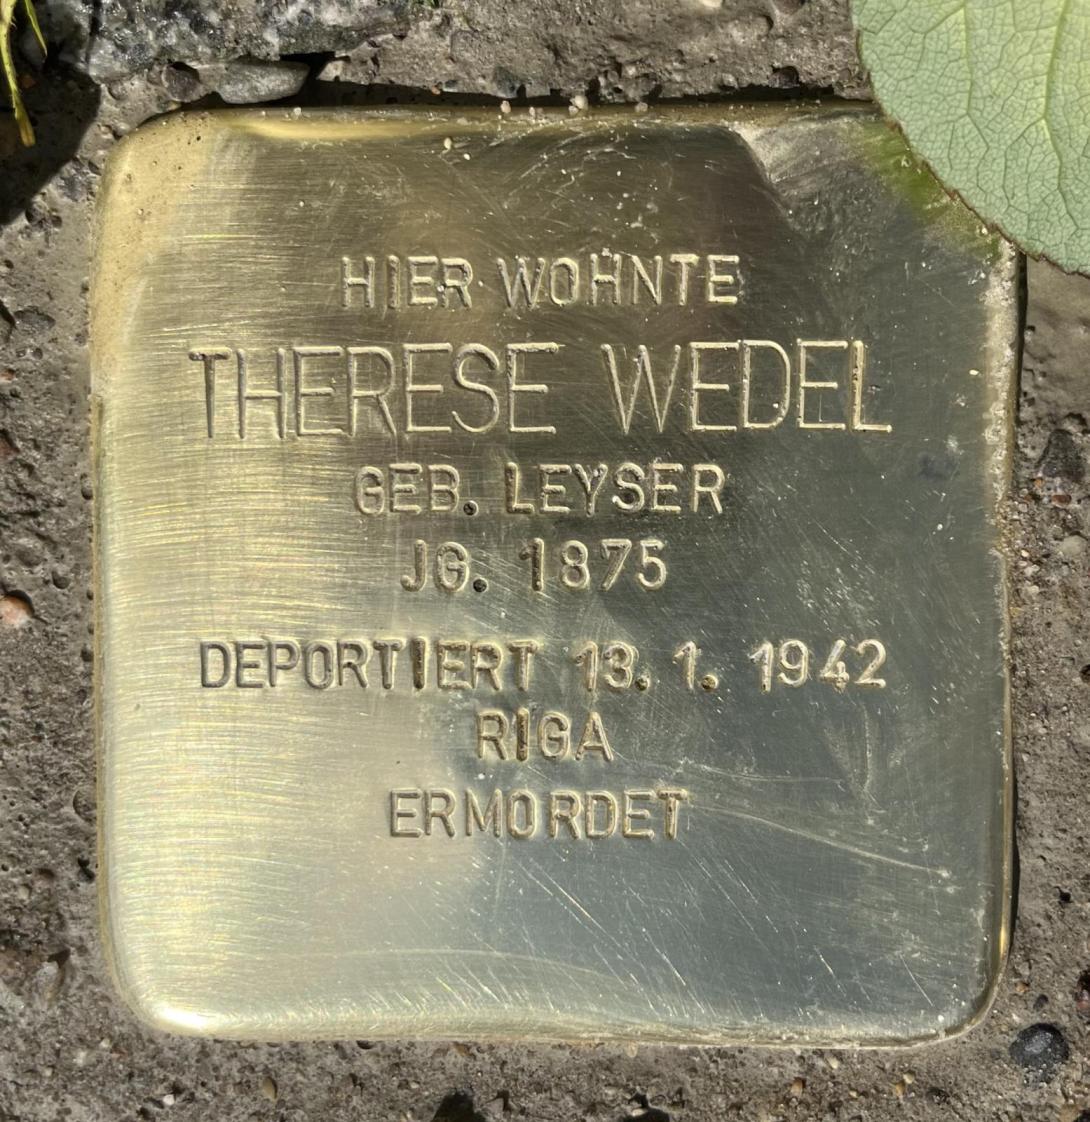 HIER WOHNTE
THERESE WEDEL
GEB. LEYSER
JG. 1875
DEPORTIERT 13. 1. 1942
RIGA
ERMORDET